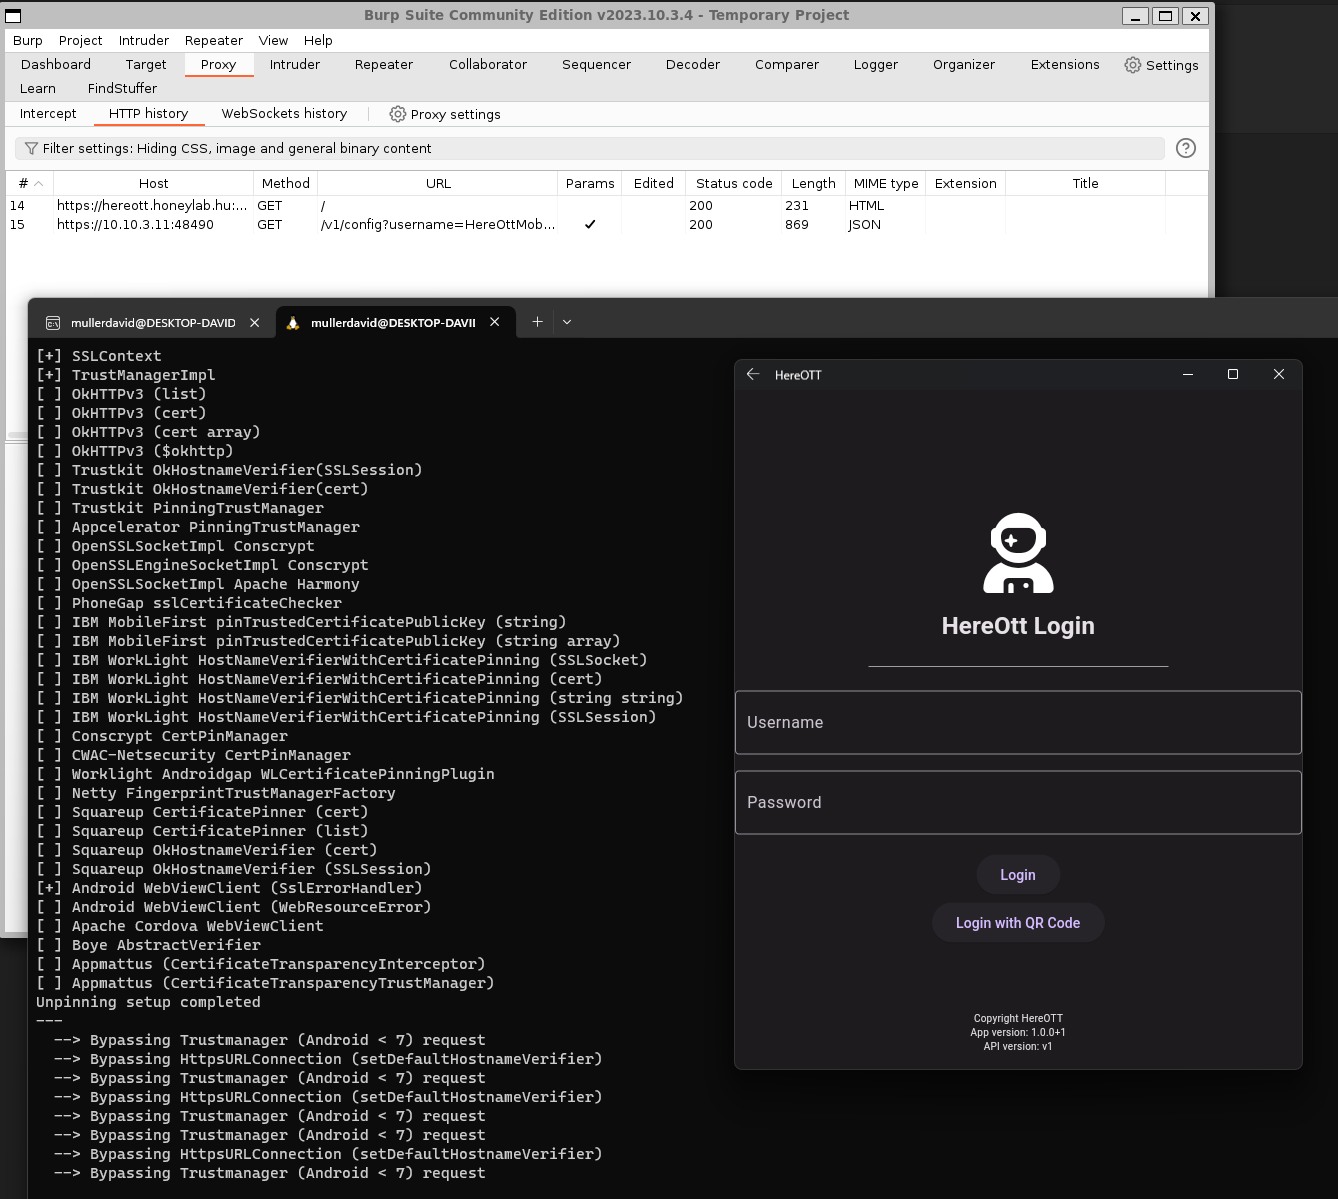 Burp Suite Community Edition v2023.10.3.4 - Temporary Project
Burp Project Intruder Repeater View Help
Dashboard Target Proxy Intruder Repeater Collaborator Sequencer Decoder Comparer Logger Organizer Extensions Settings
Learn FindStuffer
Intercept HTTP history WebSockets history Proxy settings
Filter settings: Hiding CSS, image and general binary content
# Host Method URL Params Edited Status code Length MIME type Extension Title
14 https://hereott.honeylab.hu:... GET / 200 231 HTML
15 https://10.10.3.11:48490 GET /v1/config?username=HereOttMob... ✓ 200 869 JSON
mullerdavid@DESKTOP-DAVID mullerdavid@DESKTOP-DAVII
[+] SSLContext
[+] TrustManagerImpl
[ ] OkHTTPv3 (list)
[ ] OkHTTPv3 (cert)
[ ] OkHTTPv3 (cert array)
[ ] OkHTTPv3 ($okhttp)
[ ] Trustkit OkHostnameVerifier(SSLSession)
[ ] Trustkit OkHostnameVerifier(cert)
[ ] Trustkit PinningTrustManager
[ ] Appcelerator PinningTrustManager
[ ] OpenSSLSocketImpl Conscrypt
[ ] OpenSSLEngineSocketImpl Conscrypt
[ ] OpenSSLSocketImpl Apache Harmony
[ ] PhoneGap sslCertificateChecker
[ ] IBM MobileFirst pinTrustedCertificatePublicKey (string)
[ ] IBM MobileFirst pinTrustedCertificatePublicKey (string array)
[ ] IBM WorkLight HostNameVerifierWithCertificatePinning (SSLSocket)
[ ] IBM WorkLight HostNameVerifierWithCertificatePinning (cert)
[ ] IBM WorkLight HostNameVerifierWithCertificatePinning (string string)
[ ] IBM WorkLight HostNameVerifierWithCertificatePinning (SSLSession)
[ ] Conscrypt CertPinManager
[ ] CWAC-Netsecurity CertPinManager
[ ] Worklight Androidgap WLCertificatePinningPlugin
[ ] Netty FingerprintTrustManagerFactory
[ ] Squareup CertificatePinner (cert)
[ ] Squareup CertificatePinner (list)
[ ] Squareup OkHostnameVerifier (cert)
[ ] Squareup OkHostnameVerifier (SSLSession)
[+] Android WebViewClient (SslErrorHandler)
[ ] Android WebViewClient (WebResourceError)
[ ] Apache Cordova WebViewClient
[ ] Boye AbstractVerifier
[ ] Appmattus (CertificateTransparencyInterceptor)
[ ] Appmattus (CertificateTransparencyTrustManager)
Unpinning setup completed
---
--> Bypassing Trustmanager (Android < 7) request
--> Bypassing HttpsURLConnection (setDefaultHostnameVerifier)
--> Bypassing Trustmanager (Android < 7) request
--> Bypassing HttpsURLConnection (setDefaultHostnameVerifier)
--> Bypassing Trustmanager (Android < 7) request
--> Bypassing Trustmanager (Android < 7) request
--> Bypassing HttpsURLConnection (setDefaultHostnameVerifier)
--> Bypassing Trustmanager (Android < 7) request
HereOTT
HereOtt Login
Username
Password
Login
Login with QR Code
Copyright HereOTT
App version: 1.0.0+1
API version: v1